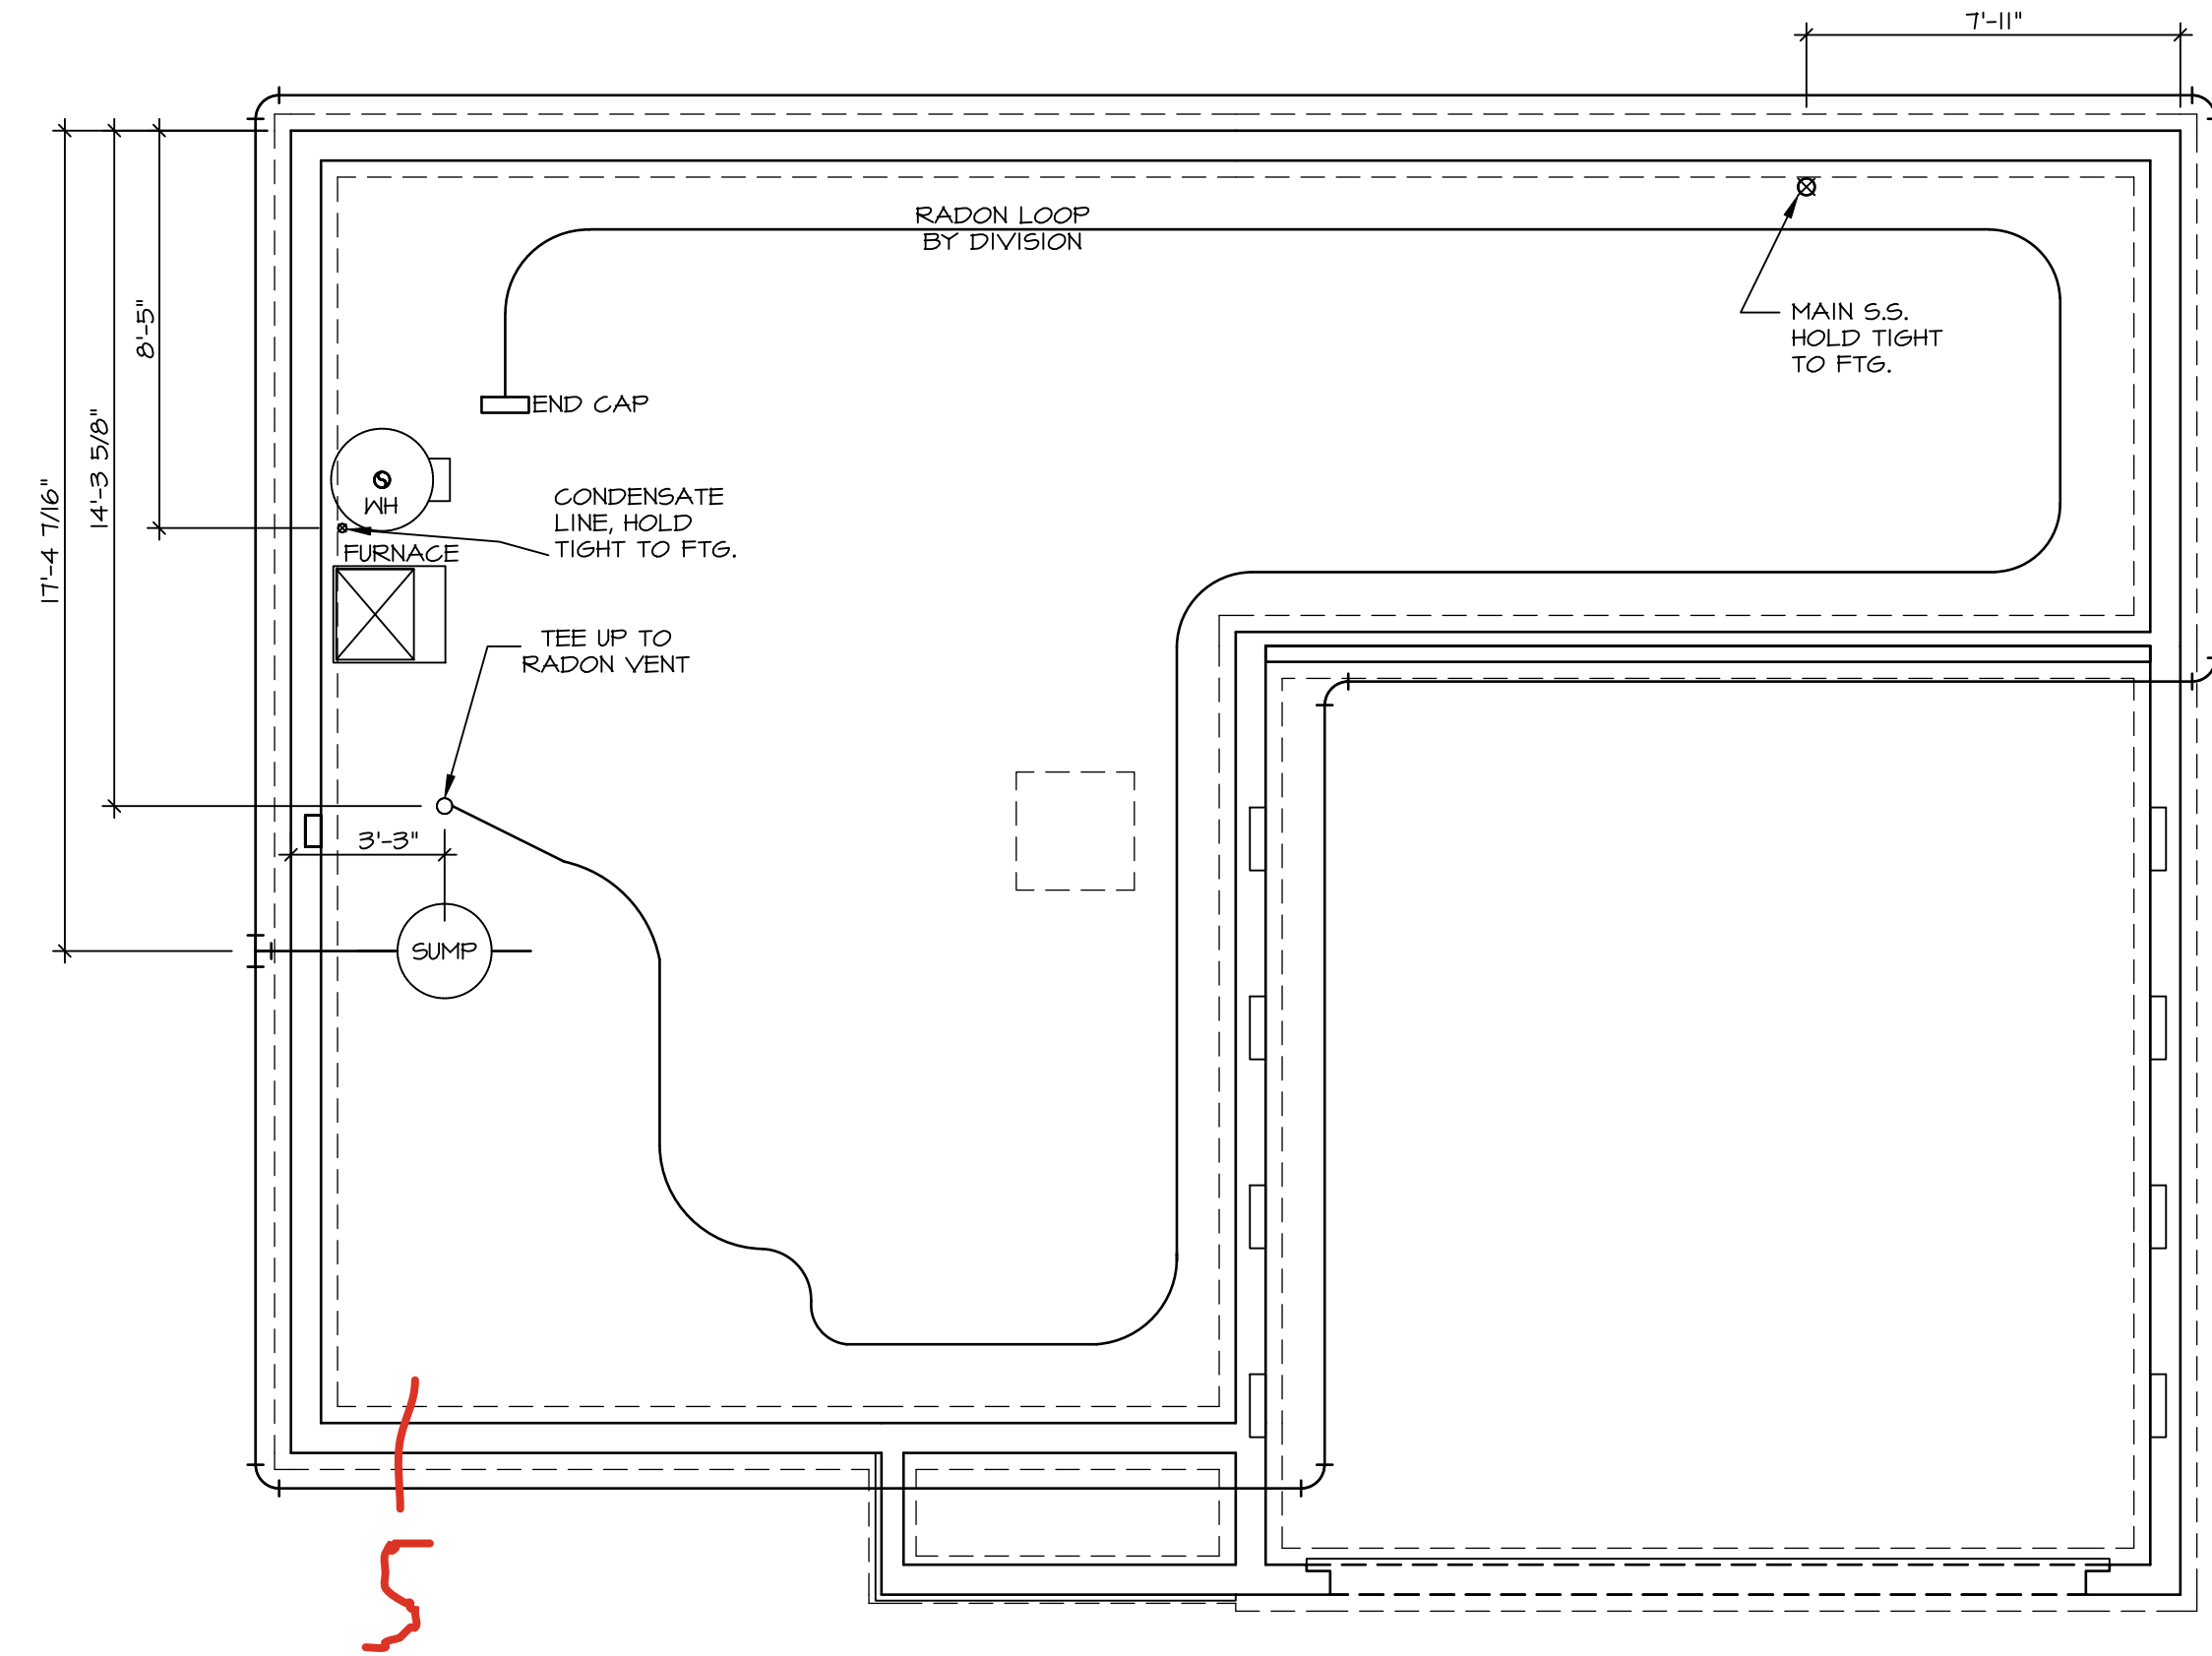 7'-11"
RADON LOOP
BY DIVISION
MAIN S.S.
HOLD TIGHT
TO FTG.
8'-5"
END CAP
14'-3 5/8"
17'-4 7/16"
WH
CONDENSATE
LINE, HOLD
TIGHT TO FTG.
FURNACE
TEE UP TO
RADON VENT
3'-3"
SUMP
5